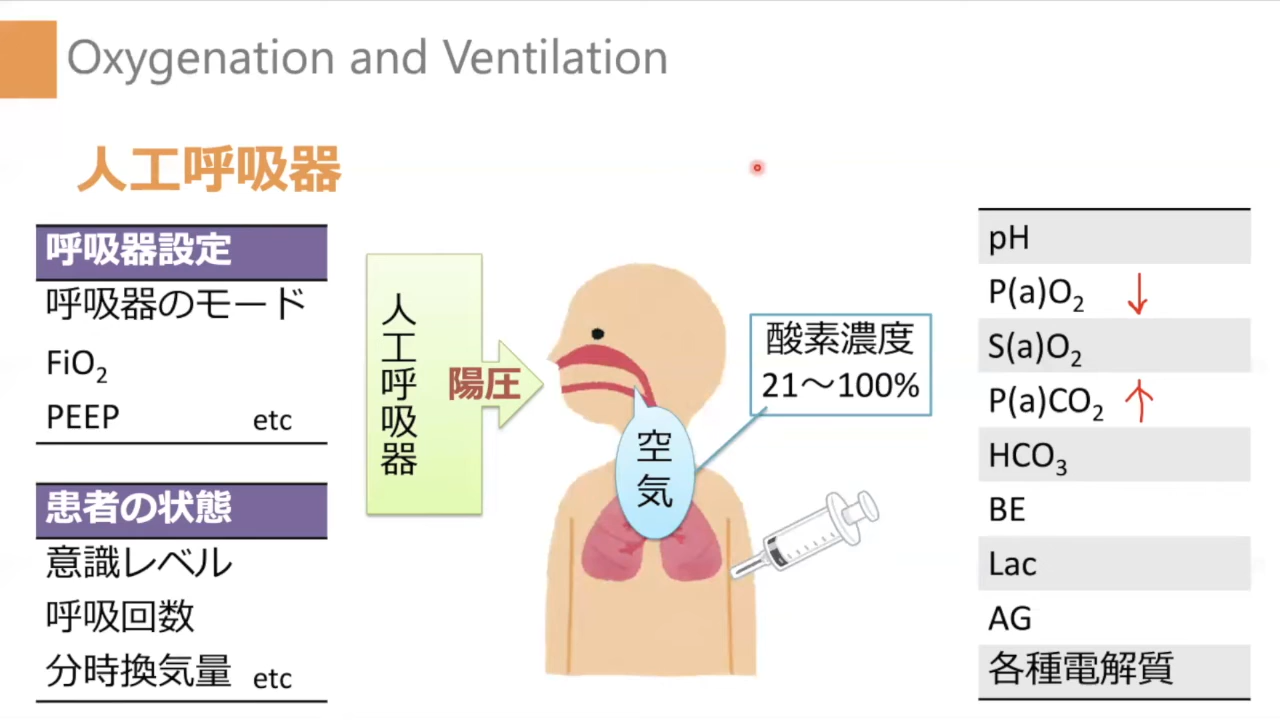 Oxygenation and Ventilation
人工呼吸器
呼吸器設定
呼吸器のモード
FiO₂
PEEP etc
患者の状態
意識レベル
呼吸回数
分時換気量 etc
人工呼吸器
陽圧
空気
酸素濃度
21～100%
pH
P(a)O₂ ↓
S(a)O₂
P(a)CO₂ ↑
HCO₃
BE
Lac
AG
各種電解質